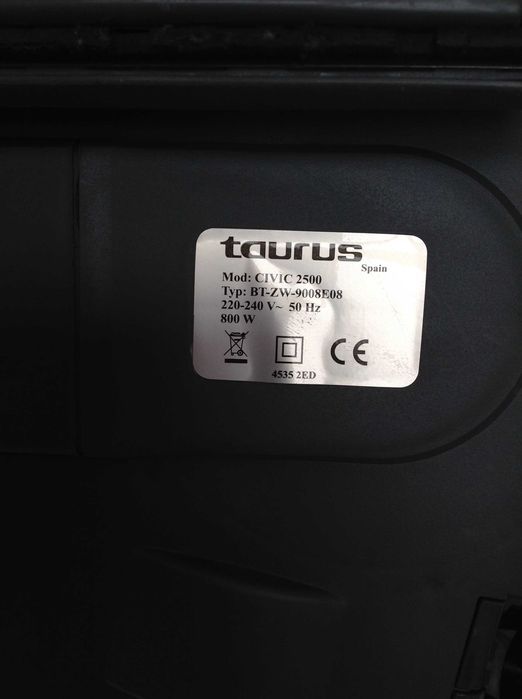 taurus
Spain
Mod: CIVIC 2500
Typ: BT-ZW-9008E08
220-240 V~ 50 Hz
800 W
CE
4535 2ED